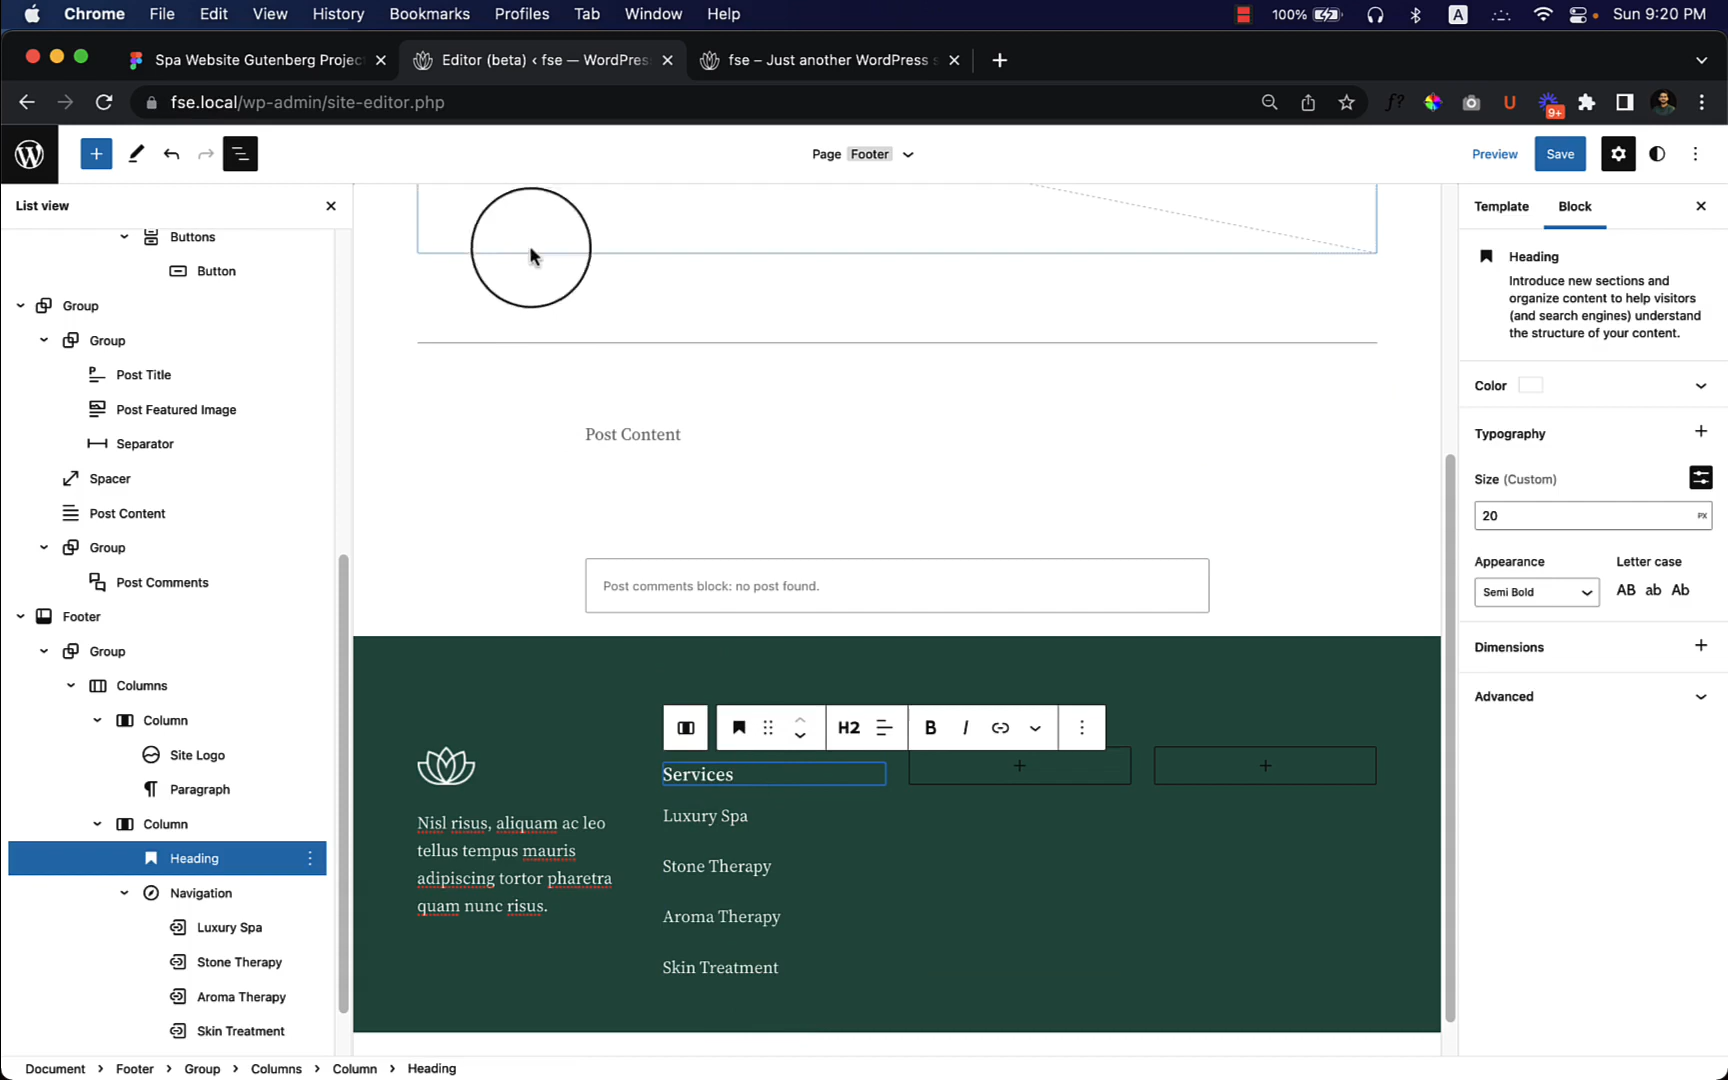 Chrome File Edit View History Bookmarks Profiles Tab Window Help 100% A Sun 9:20 PM
Spa Website Gutenberg Projec Editor (beta) ‹ fse — WordPres fse – Just another WordPress s
fse.local/wp-admin/site-editor.php f? U 9+
Page Footer Preview Save
List view
Buttons
Button
Group
Group
Post Title
Post Featured Image
Separator
Spacer
Post Content
Group
Post Comments
Footer
Group
Columns
Column
Site Logo
Paragraph
Column
Heading
Navigation
Luxury Spa
Stone Therapy
Aroma Therapy
Skin Treatment
Post Content
Post comments block: no post found.
H2 B I
Nisl risus, aliquam ac leo
tellus tempus mauris
adipiscing tortor pharetra
quam nunc risus.
Services
Luxury Spa
Stone Therapy
Aroma Therapy
Skin Treatment
Template Block
Heading
Introduce new sections and
organize content to help visitors
(and search engines) understand
the structure of your content.
Color
Typography
Size (Custom)
20 PX
Appearance Letter case
Semi Bold AB ab Ab
Dimensions
Advanced
Document › Footer › Group › Columns › Column › Heading